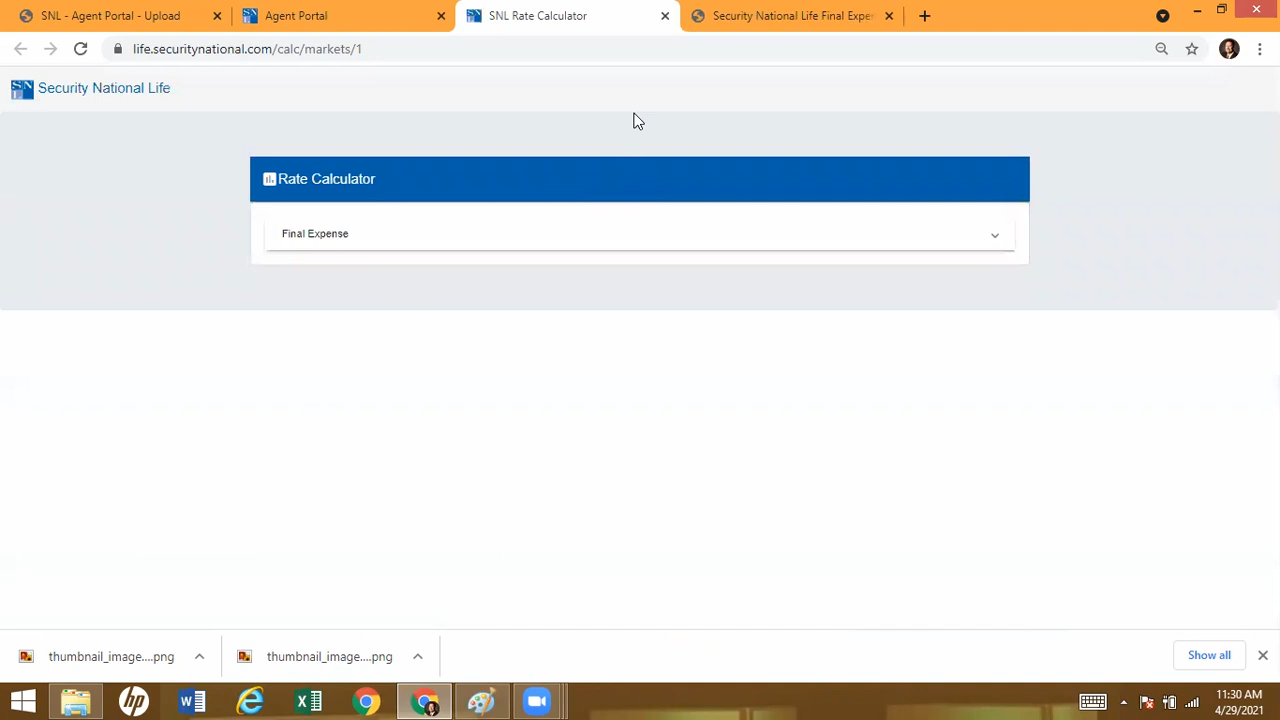 SNL - Agent Portal - Upload
Agent Portal
SNL Rate Calculator
Security National Life Final Expen
life.securitynational.com/calc/markets/1
Security National Life
Rate Calculator
Final Expense
thumbnail_image....png
thumbnail_image....png
Show all
11:30 AM
4/29/2021